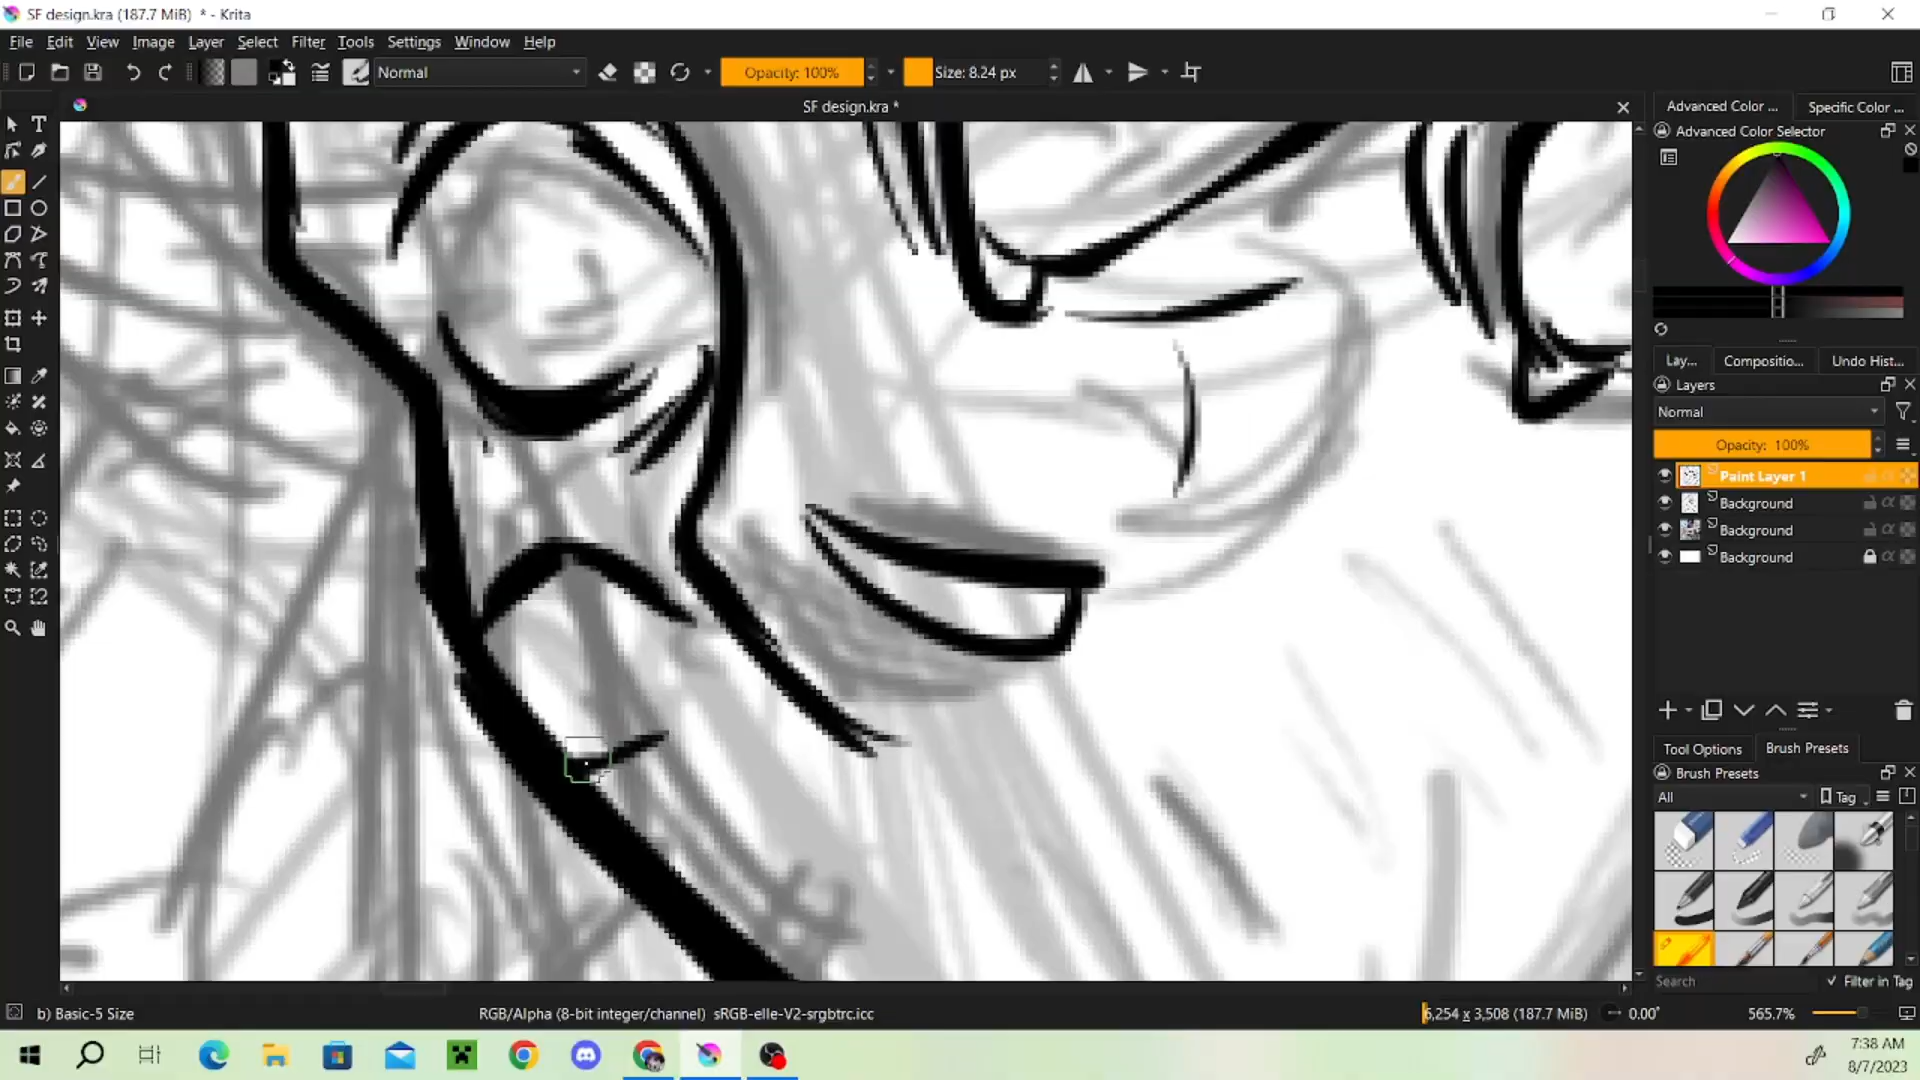 SF design.kra (187.7 MiB) * - Krita
File Edit View Image Layer Select Filter Tools Settings Window Help
Normal Opacity: 100% Size: 8.24 px
SF design.kra *
Advanced Color ... Specific Color ...
Advanced Color Selector
Lay... Compositio... Undo Hist...
Layers
Normal
Opacity: 100%
Paint Layer 1
Background
Background
Background
Tool Options Brush Presets
Brush Presets
All Tag
Search Filter in Tag
b) Basic-5 Size RGB/Alpha (8-bit integer/channel) sRGB-elle-V2-srgbtrc.icc 6,254 x 3,508 (187.7 MiB) 0.00° 565.7%
7:38 AM
8/7/2023